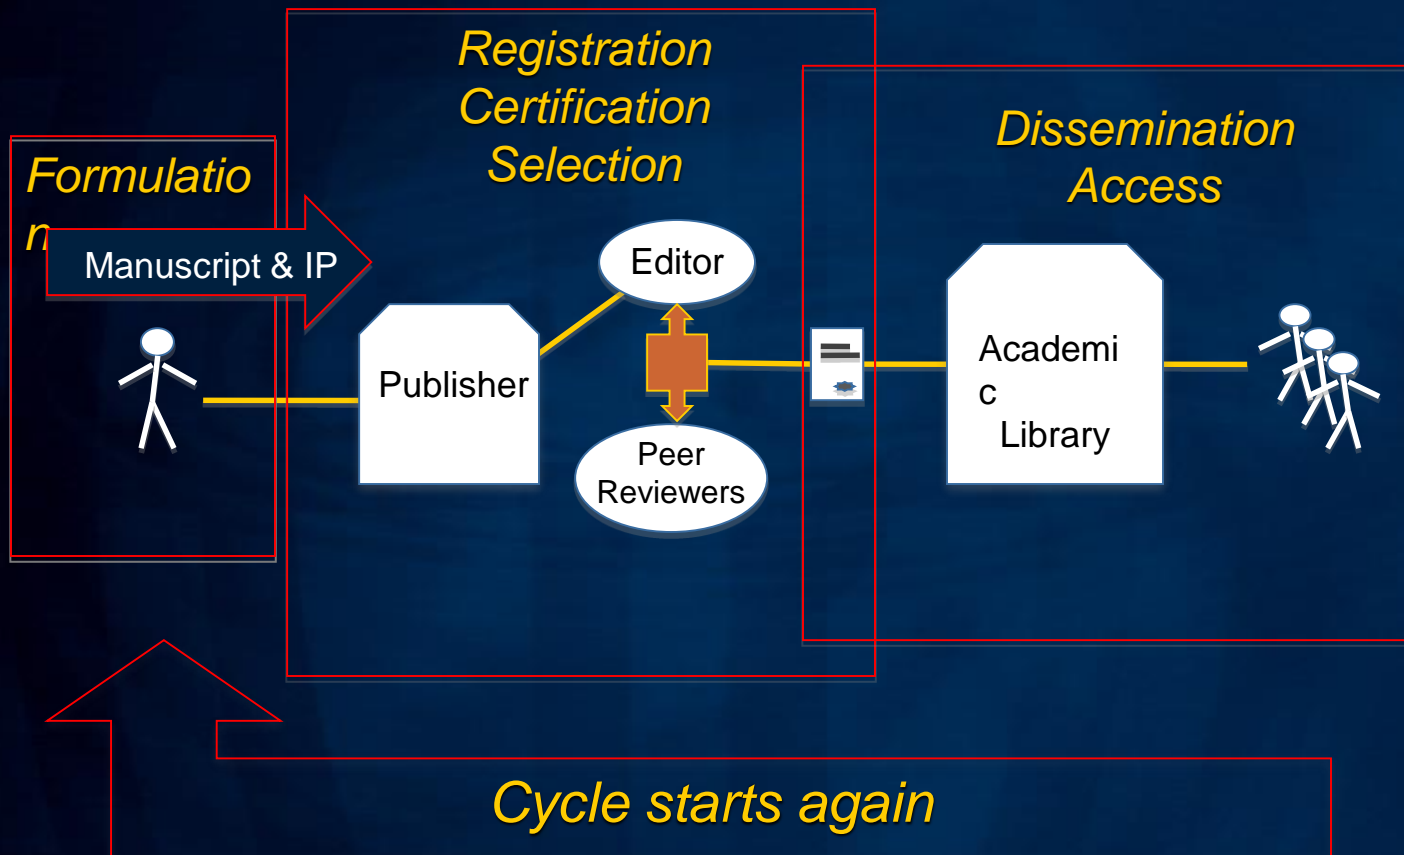 Formulatio
n
Manuscript & IP
Registration
Certification
Selection
Publisher
Editor
Peer
Reviewers
Dissemination
Access
Academi
c
Library
Cycle starts again